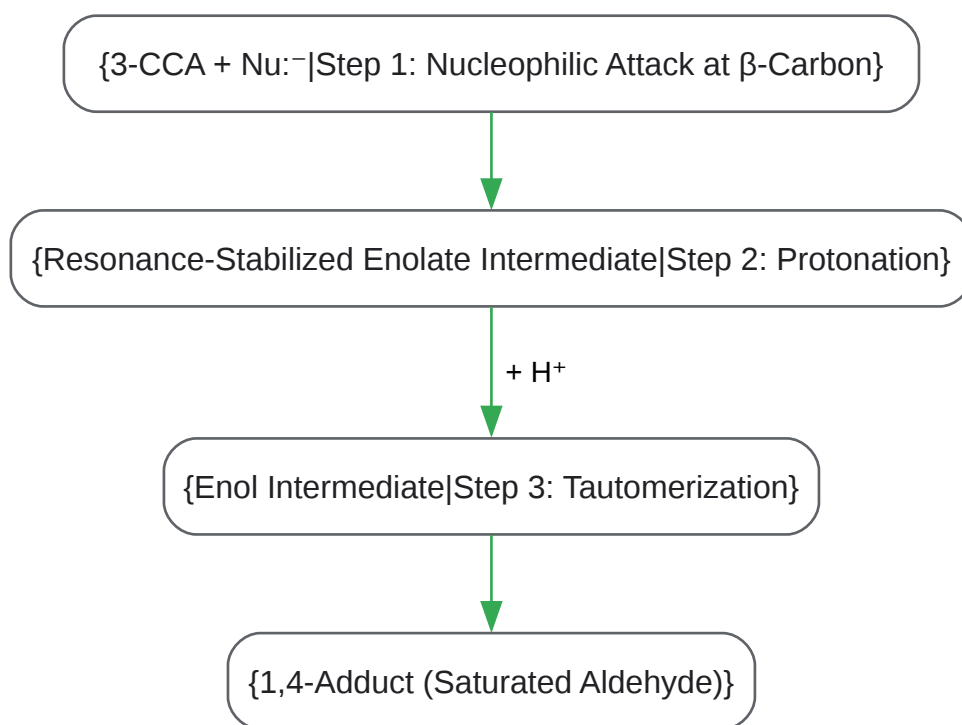 {3-CCA + Nu:⁻|Step 1: Nucleophilic Attack at β-Carbon}
{Resonance-Stabilized Enolate Intermediate|Step 2: Protonation}
+ H⁺
{Enol Intermediate|Step 3: Tautomerization}
{1,4-Adduct (Saturated Aldehyde)}